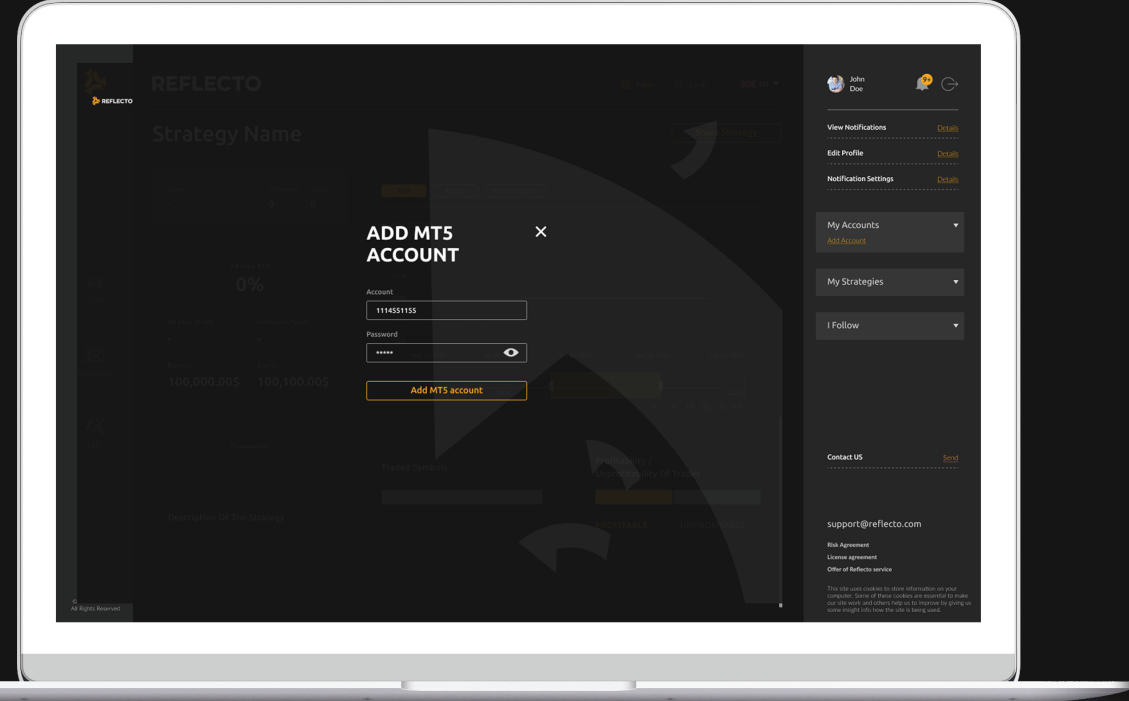 REFLECTO
REFLECTO
Strategy Name
0%
100,000.00$ 100,100.00$
Traded Symbols
Profitability /
Unprofitability Of Trades
PROFITABLE
Description Of The Strategy
©
All Rights Reserved
ADD MT5
ACCOUNT
Account
1114551155
Password
*****
Add MT5 account
John
Doe
9+
View Notifications Details
Edit Profile Details
Notification Settings Details
My Accounts
Add Account
My Strategies
I Follow
Contact US Send
support@reflecto.com
Risk Agreement
License agreement
Offer of Reflecto service
This site uses cookies to store information on your
computer. Some of these cookies are essential to make
our site work and others help us to improve by giving us
some insight info how the site is being used.